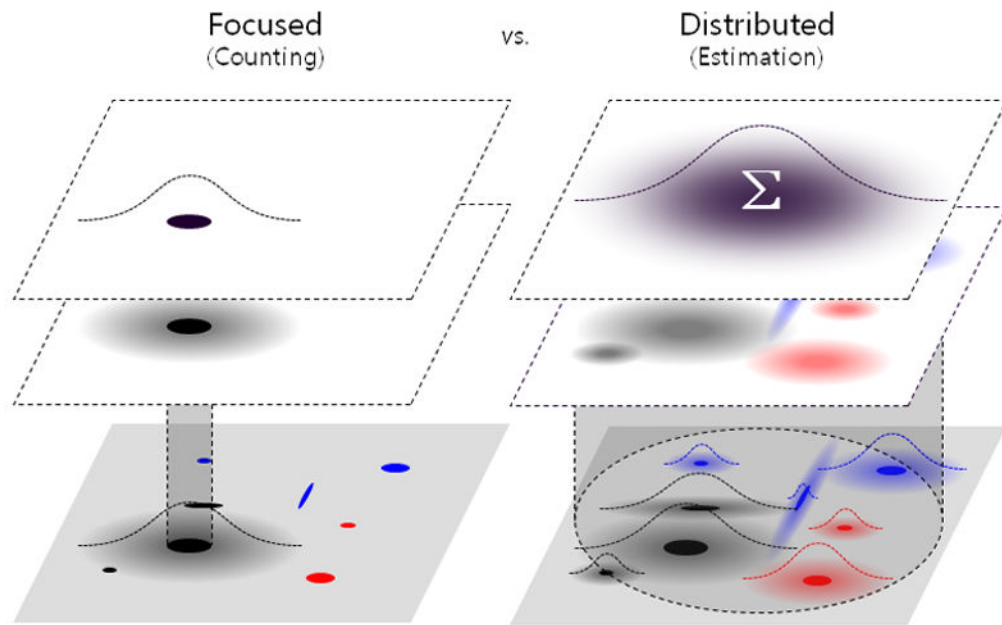 Focused
(Counting)
vs.
Distributed
(Estimation)
Σ